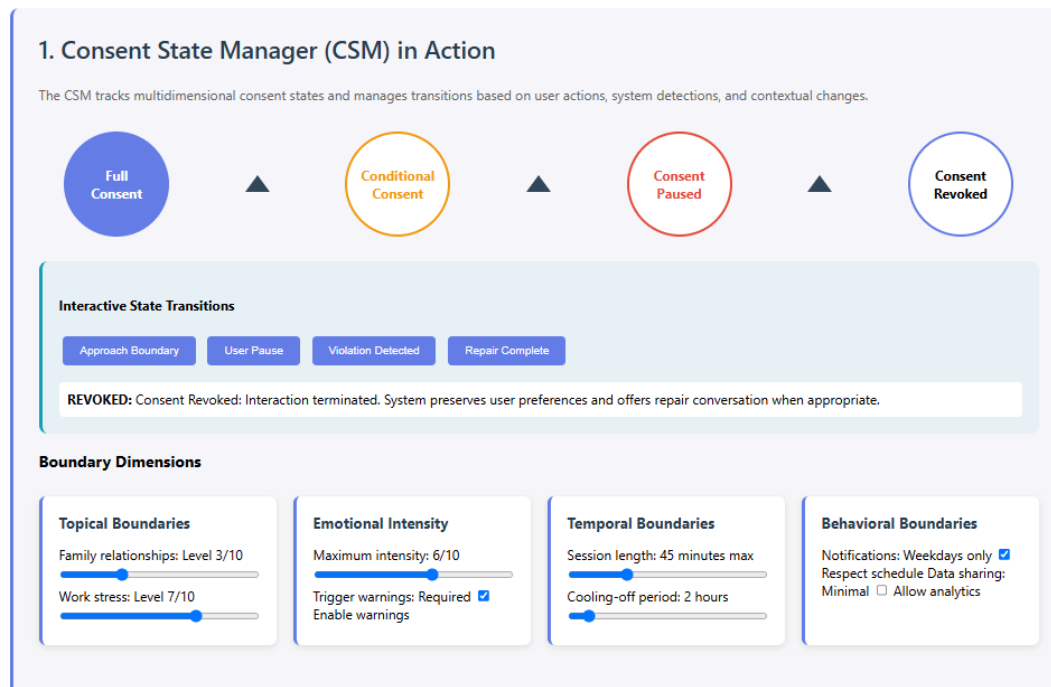 1. Consent State Manager (CSM) in Action
The CSM tracks multidimensional consent states and manages transitions based on user actions, system detections, and contextual changes.
Full
Consent
Conditional
Consent
Consent
Paused
Consent
Revoked
Interactive State Transitions
Approach Boundary
User Pause
Violation Detected
Repair Complete
REVOKED: Consent Revoked: Interaction terminated. System preserves user preferences and offers repair conversation when appropriate.
Boundary Dimensions
Topical Boundaries
Family relationships: Level 3/10
Work stress: Level 7/10
Emotional Intensity
Maximum intensity: 6/10
Trigger warnings: Required
Enable warnings
Temporal Boundaries
Session length: 45 minutes max
Cooling-off period: 2 hours
Behavioral Boundaries
Notifications: Weekdays only
Respect schedule Data sharing:
Minimal Allow analytics